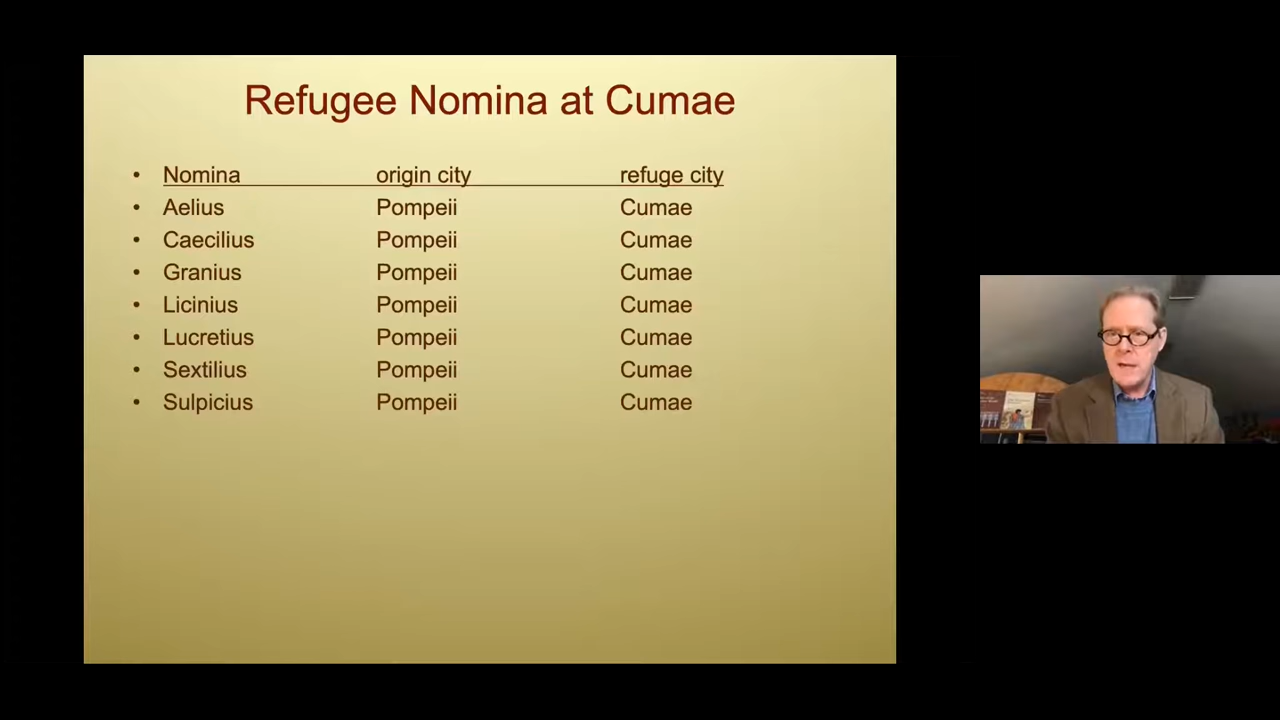 Refugee Nomina at Cumae
• Nomina origin city refuge city
• Aelius Pompeii Cumae
• Caecilius Pompeii Cumae
• Granius Pompeii Cumae
• Licinius Pompeii Cumae
• Lucretius Pompeii Cumae
• Sextilius Pompeii Cumae
• Sulpicius Pompeii Cumae